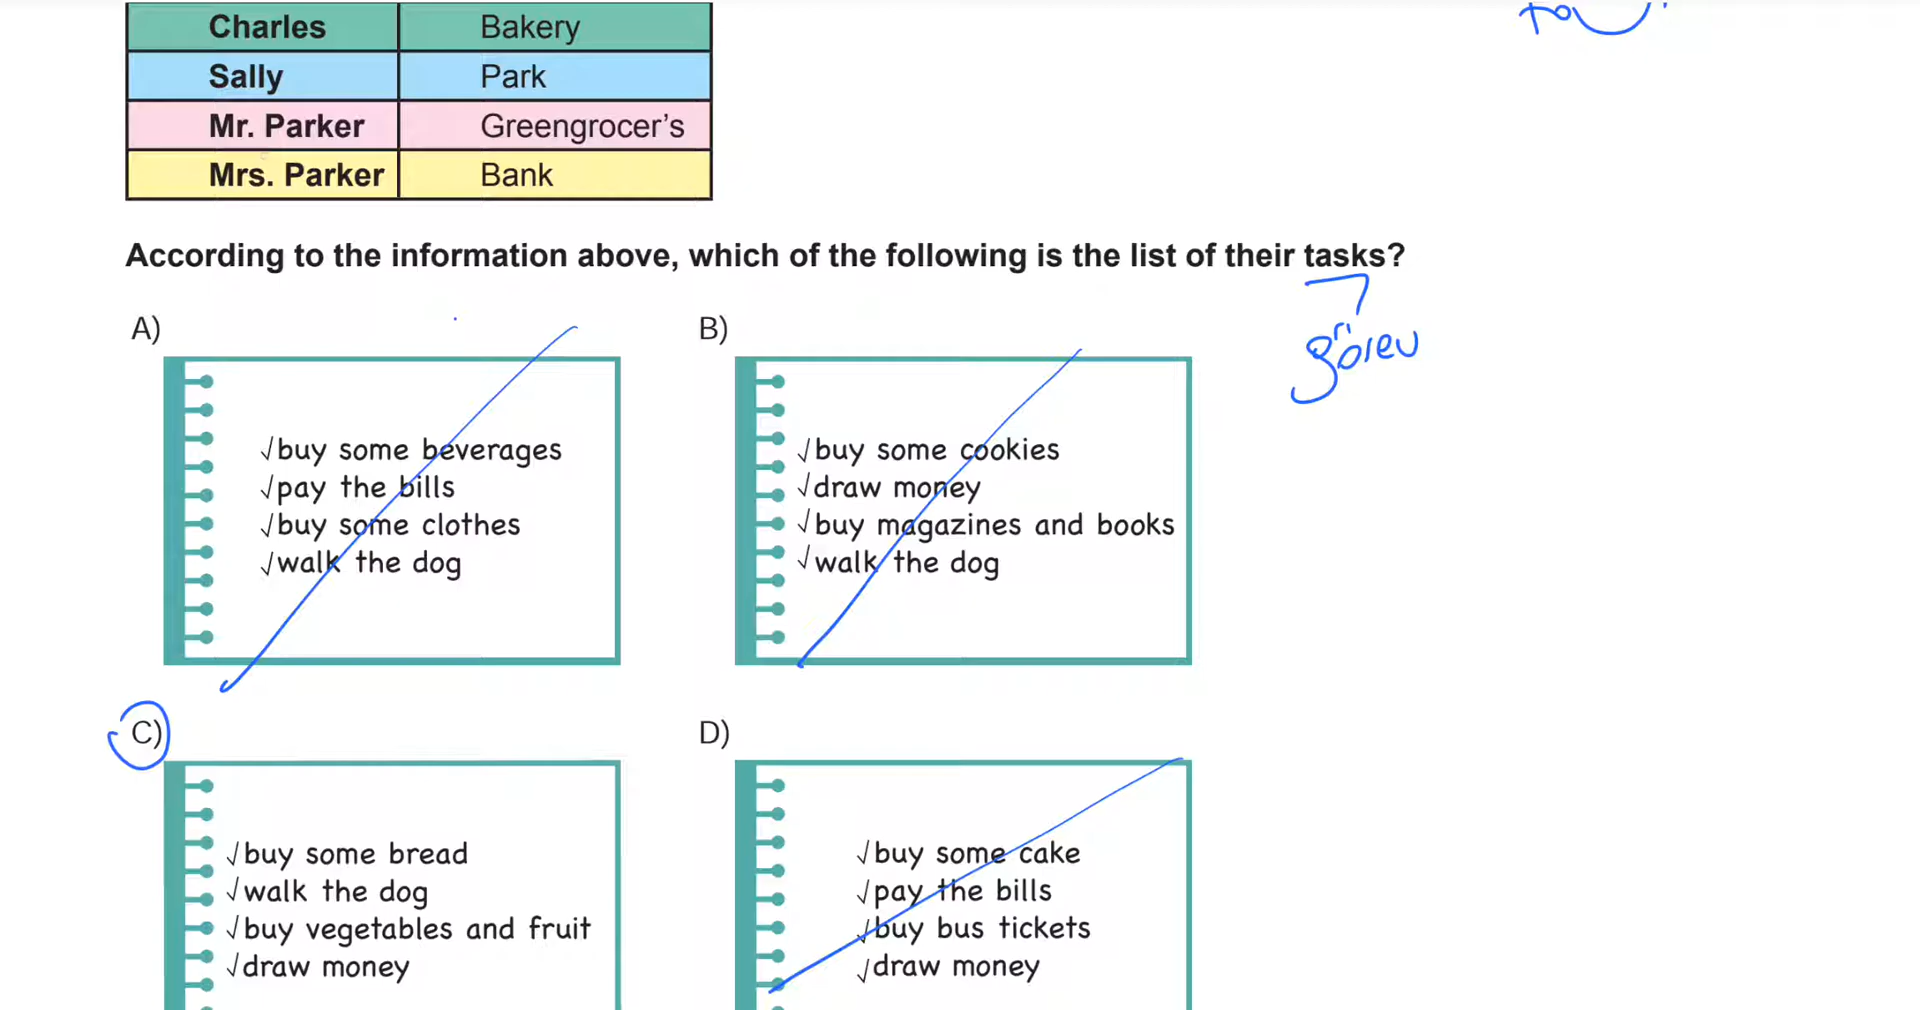 Charles Bakery
Sally Park
Mr. Parker Greengrocer's
Mrs. Parker Bank
According to the information above, which of the following is the list of their tasks?
görev
A)
√buy some beverages
√pay the bills
√buy some clothes
√walk the dog
B)
√buy some cookies
√draw money
√buy magazines and books
√walk the dog
C)
√buy some bread
√walk the dog
√buy vegetables and fruit
√draw money
D)
√buy some cake
√pay the bills
√buy bus tickets
√draw money